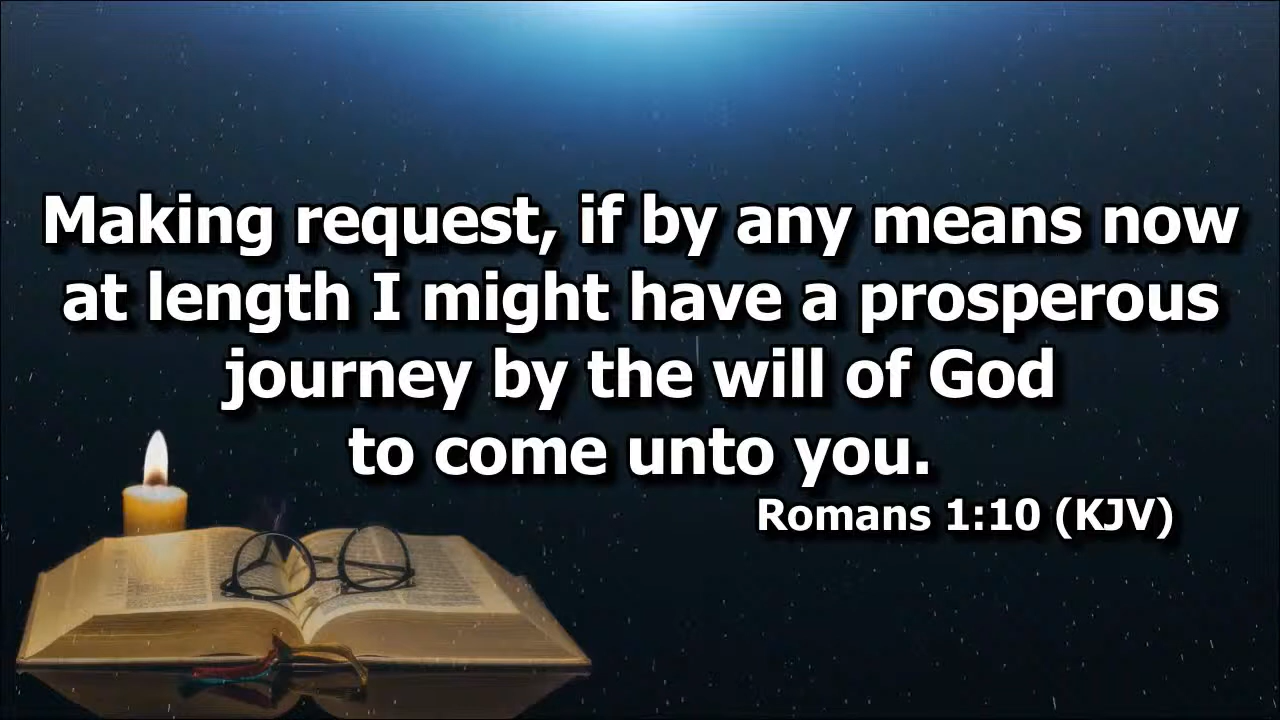 Making request, if by any means now
at length I might have a prosperous
journey by the will of God
to come unto you.
Romans 1:10 (KJV)